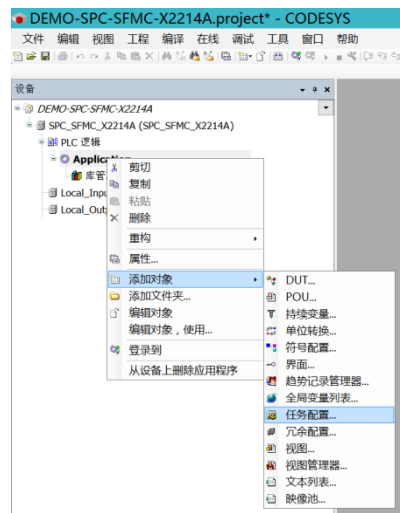 DEMO-SPC-SFMC-X2214A.project* - CODESYS
文件 编辑 视图 工程 编译 在线 调试 工具 窗口 帮助
设备
DEMO-SPC-SFMC-X2214A
SPC_SFMC_X2214A (SPC_SFMC_X2214A)
PLC 逻辑
Application
库管
Local_Inpu
Local_Out
剪切
复制
粘贴
删除
重构
属性...
添加对象
添加文件夹...
编辑对象
编辑对象，使用...
登录到
从设备上删除应用程序
DUT...
POU...
持续变量...
单位转换...
符号配置...
界面...
趋势记录管理器...
全局变量列表...
任务配置...
冗余配置...
视图...
视图管理器...
文本列表...
映像池...